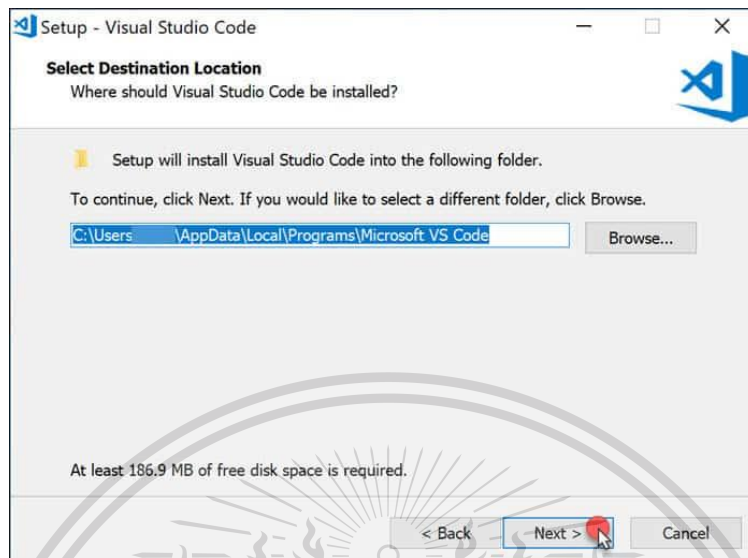 Setup - Visual Studio Code
Select Destination Location
Where should Visual Studio Code be installed?
Setup will install Visual Studio Code into the following folder.
To continue, click Next. If you would like to select a different folder, click Browse.
C:\Users \AppData\Local\Programs\Microsoft VS Code
Browse...
At least 186.9 MB of free disk space is required.
< Back Next > Cancel